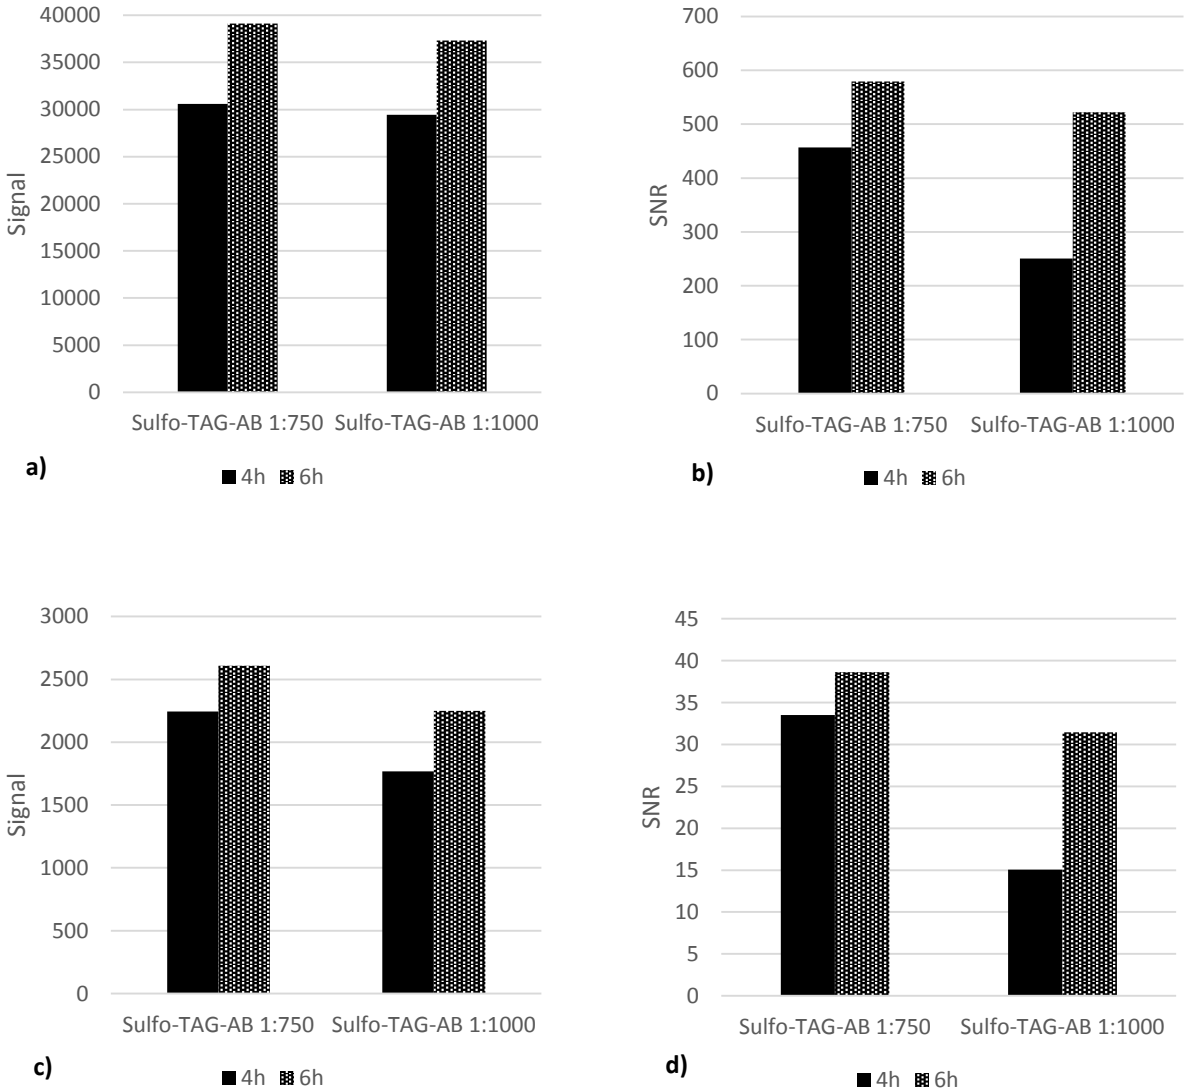 40000
35000
30000
25000
20000
15000
10000
5000
0
Signal
Sulfo-TAG-AB 1:750 Sulfo-TAG-AB 1:1000
4h 6h
a)
700
600
500
400
300
200
100
0
SNR
Sulfo-TAG-AB 1:750 Sulfo-TAG-AB 1:1000
4h 6h
b)
3000
2500
2000
1500
1000
500
0
Signal
Sulfo-TAG-AB 1:750 Sulfo-TAG-AB 1:1000
4h 6h
c)
45
40
35
30
25
20
15
10
5
0
SNR
Sulfo-TAG-AB 1:750 Sulfo-TAG-AB 1:1000
4h 6h
d)